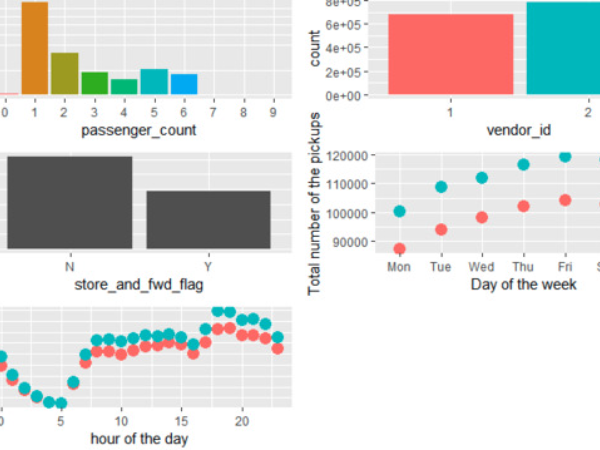 0 1 2 3 4 5 6 7 8 9
passenger_count
8e+05
6e+05
4e+05
2e+05
0e+00
count
1 2
vendor_id
N Y
store_and_fwd_flag
Total number of the pickups
120000
110000
100000
90000
Mon Tue Wed Thu Fri S
Day of the week
0 5 10 15 20
hour of the day